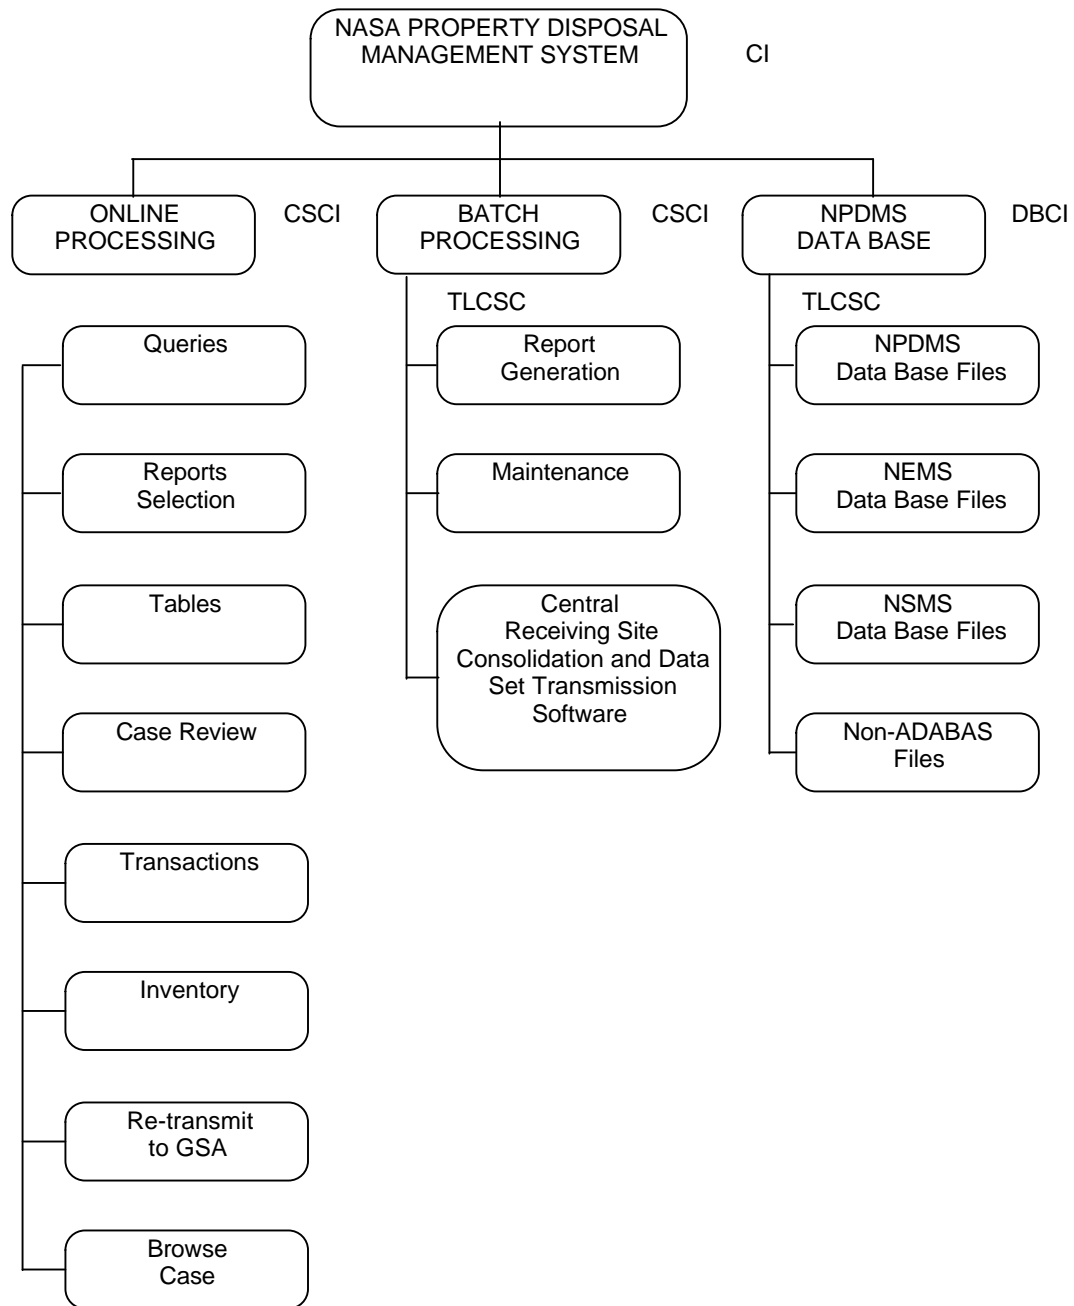 NASA PROPERTY DISPOSAL
MANAGEMENT SYSTEM
CI
ONLINE
PROCESSING
CSCI
BATCH
PROCESSING
CSCI
NPDMS
DATA BASE
DBCI
Queries
Reports
Selection
Tables
Case Review
Transactions
Inventory
Re-transmit
to GSA
Browse
Case
TLCSC
Report
Generation
Maintenance
Central
Receiving Site
Consolidation and Data
Set Transmission
Software
TLCSC
NPDMS
Data Base Files
NEMS
Data Base Files
NSMS
Data Base Files
Non-ADABAS
Files